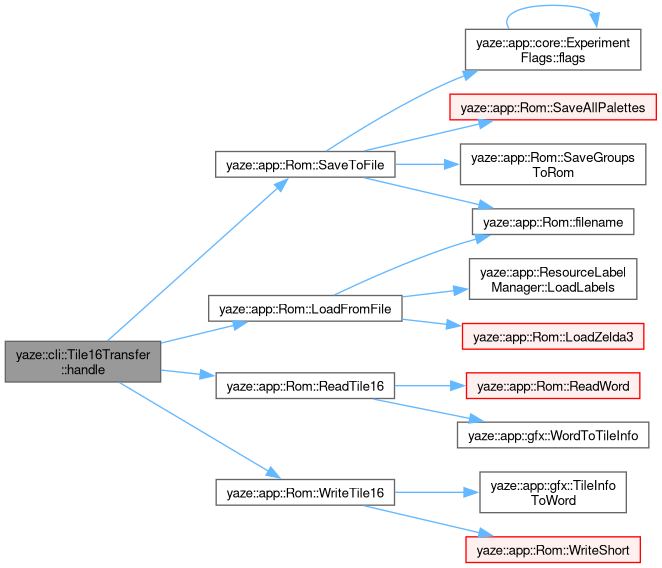 yaze::app::core::Experiment
Flags::flags
yaze::app::Rom::SaveAllPalettes
yaze::app::Rom::SaveToFile
yaze::app::Rom::SaveGroups
ToRom
yaze::app::Rom::filename
yaze::app::ResourceLabel
Manager::LoadLabels
yaze::app::Rom::LoadFromFile
yaze::app::Rom::LoadZelda3
yaze::cli::Tile16Transfer
::handle
yaze::app::Rom::ReadTile16
yaze::app::Rom::ReadWord
yaze::app::gfx::WordToTileInfo
yaze::app::Rom::WriteTile16
yaze::app::gfx::TileInfo
ToWord
yaze::app::Rom::WriteShort